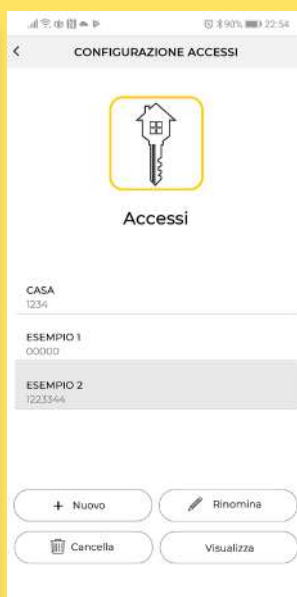 90% 22:54
CONFIGURAZIONE ACCESSI
Accessi
CASA
1234
ESEMPIO 1
00000
ESEMPIO 2
1223344
+ Nuovo
Rinomina
Cancella
Visualizza